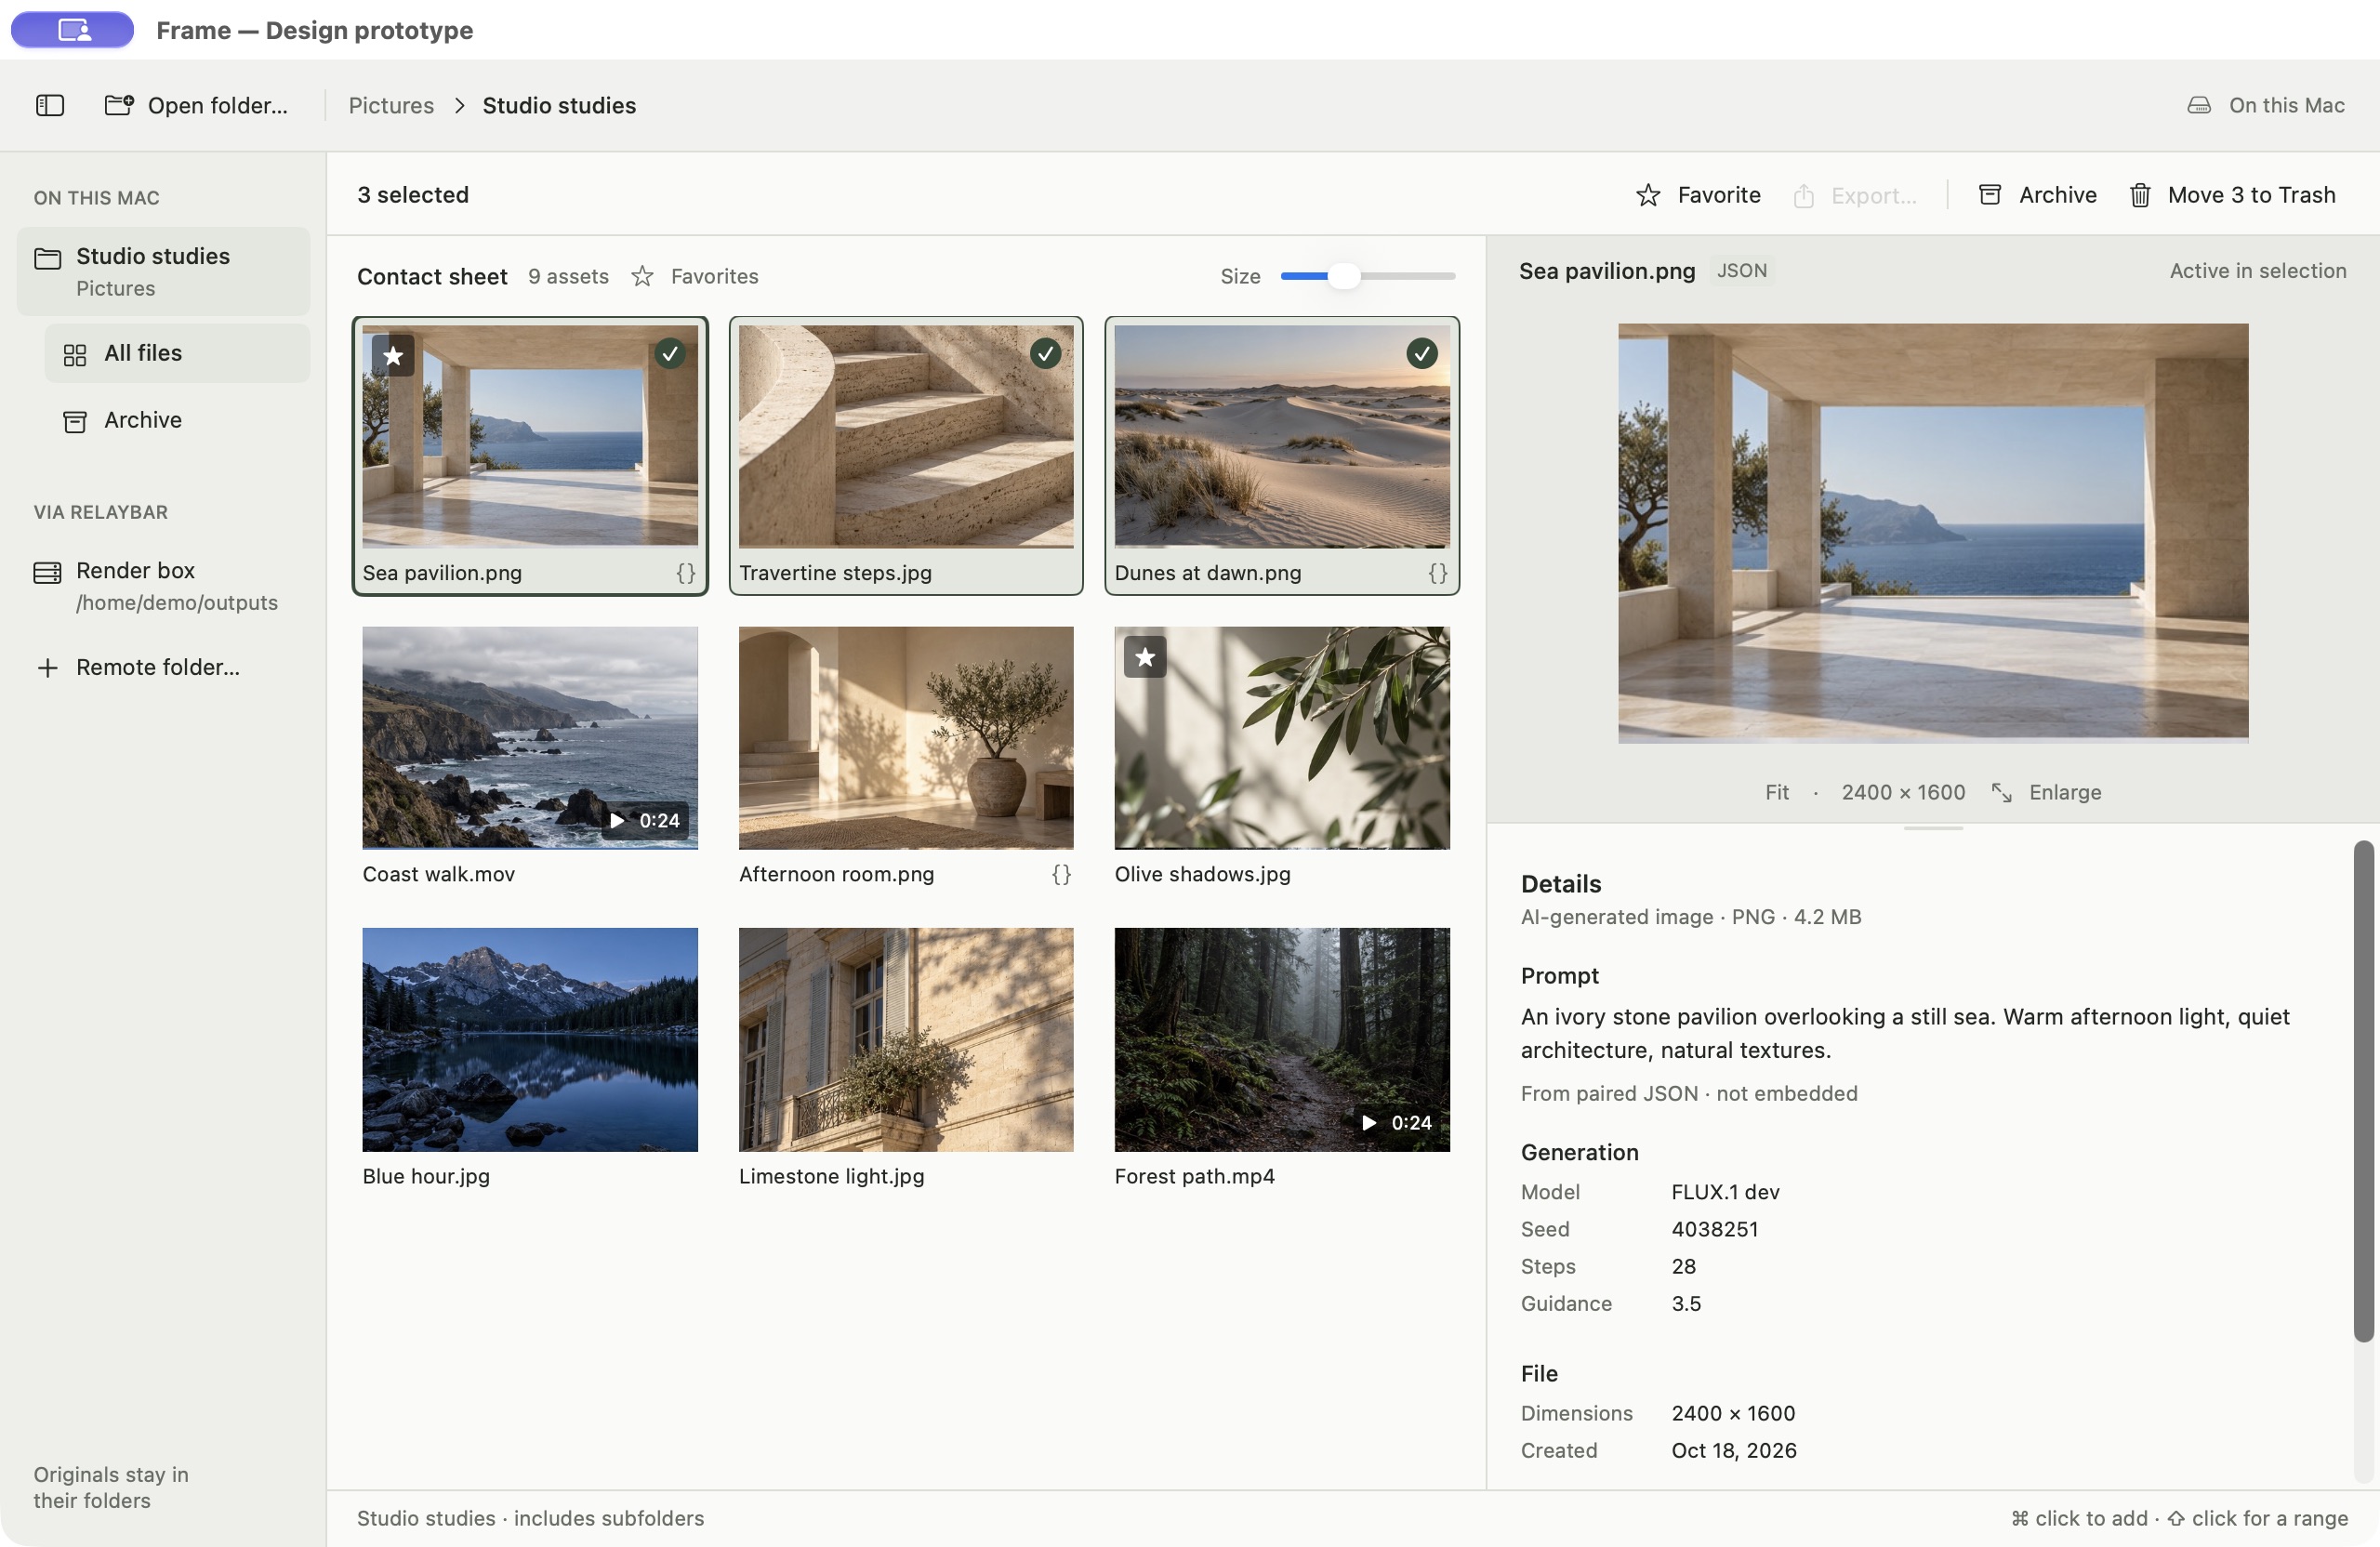 Frame — Design prototype
Open folder...
Pictures > Studio studies
On this Mac
ON THIS MAC
Studio studies
Pictures
All files
Archive
VIA RELAYBAR
Render box
/home/demo/outputs
Remote folder...
Originals stay in
their folders
3 selected
Favorite
Export...
Archive
Move 3 to Trash
Contact sheet
9 assets
Favorites
Size
Sea pavilion.png {}
Travertine steps.jpg
Dunes at dawn.png {}
0:24
Coast walk.mov
Afternoon room.png {}
Olive shadows.jpg
Blue hour.jpg
Limestone light.jpg
0:24
Forest path.mp4
Sea pavilion.png JSON
Active in selection
Fit · 2400 × 1600
Enlarge
Details
AI-generated image · PNG · 4.2 MB
Prompt
An ivory stone pavilion overlooking a still sea. Warm afternoon light, quiet
architecture, natural textures.
From paired JSON · not embedded
Generation
Model FLUX.1 dev
Seed 4038251
Steps 28
Guidance 3.5
File
Dimensions 2400 × 1600
Created Oct 18, 2026
Studio studies · includes subfolders
⌘ click to add · ⇧ click for a range